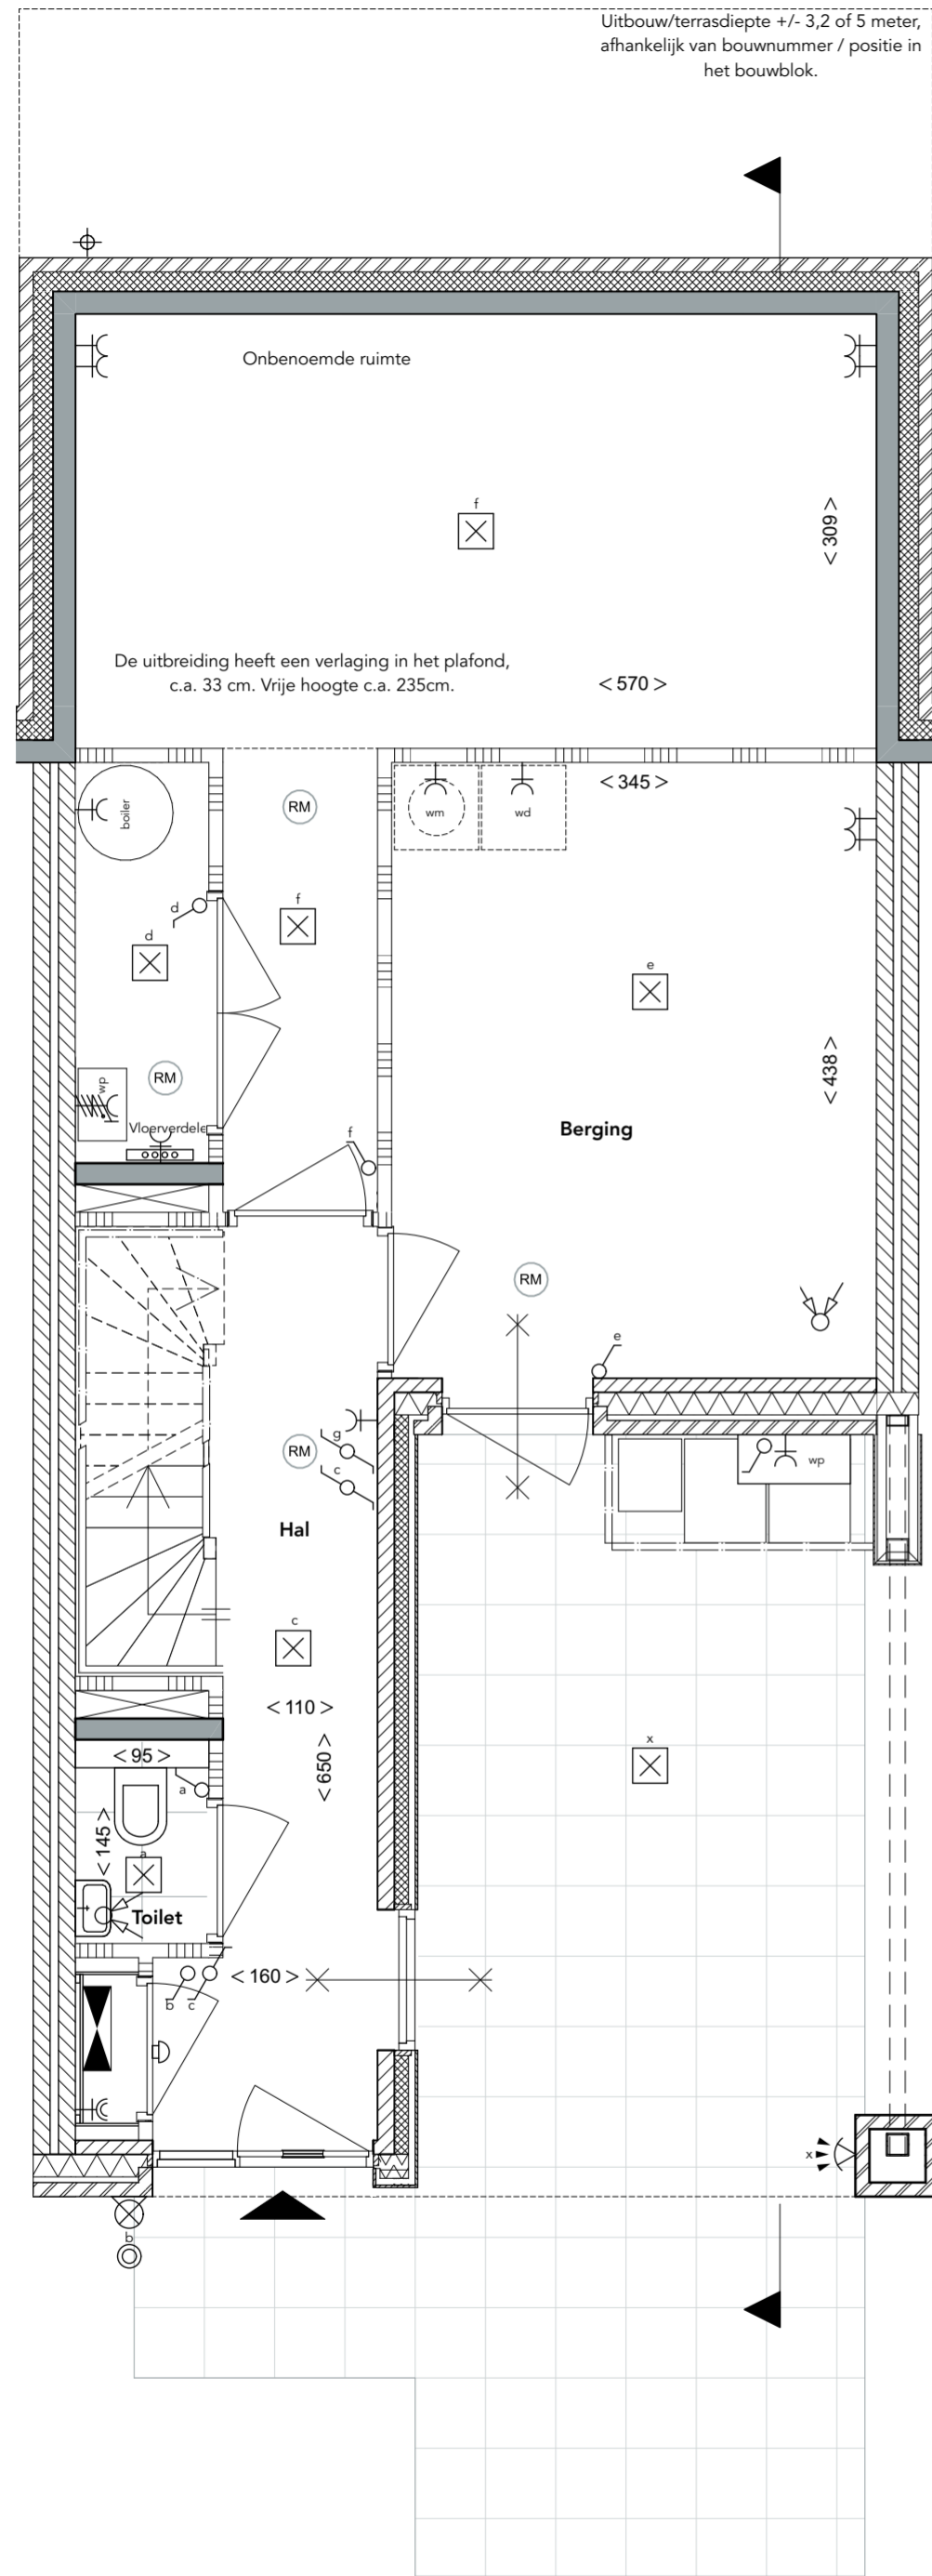 Uitbouw/terrasdiepte +/- 3,2 of 5 meter,
afhankelijk van bouwnummer / positie in
het bouwblok.
Onbenoemde ruimte
f
< 309 >
De uitbreiding heeft een verlaging in het plafond,
c.a. 33 cm. Vrije hoogte c.a. 235cm.
< 570 >
< 345 >
boiler
RM
wm
wd
d
f
d
e
< 438 >
RM
wp
Vloerverdele
Berging
f
RM
e
g
RM
c
wp
Hal
c
< 110 >
< 650 >
x
< 95 >
a
< 145 >
a
Toilet
< 160 >
b
c
x
b